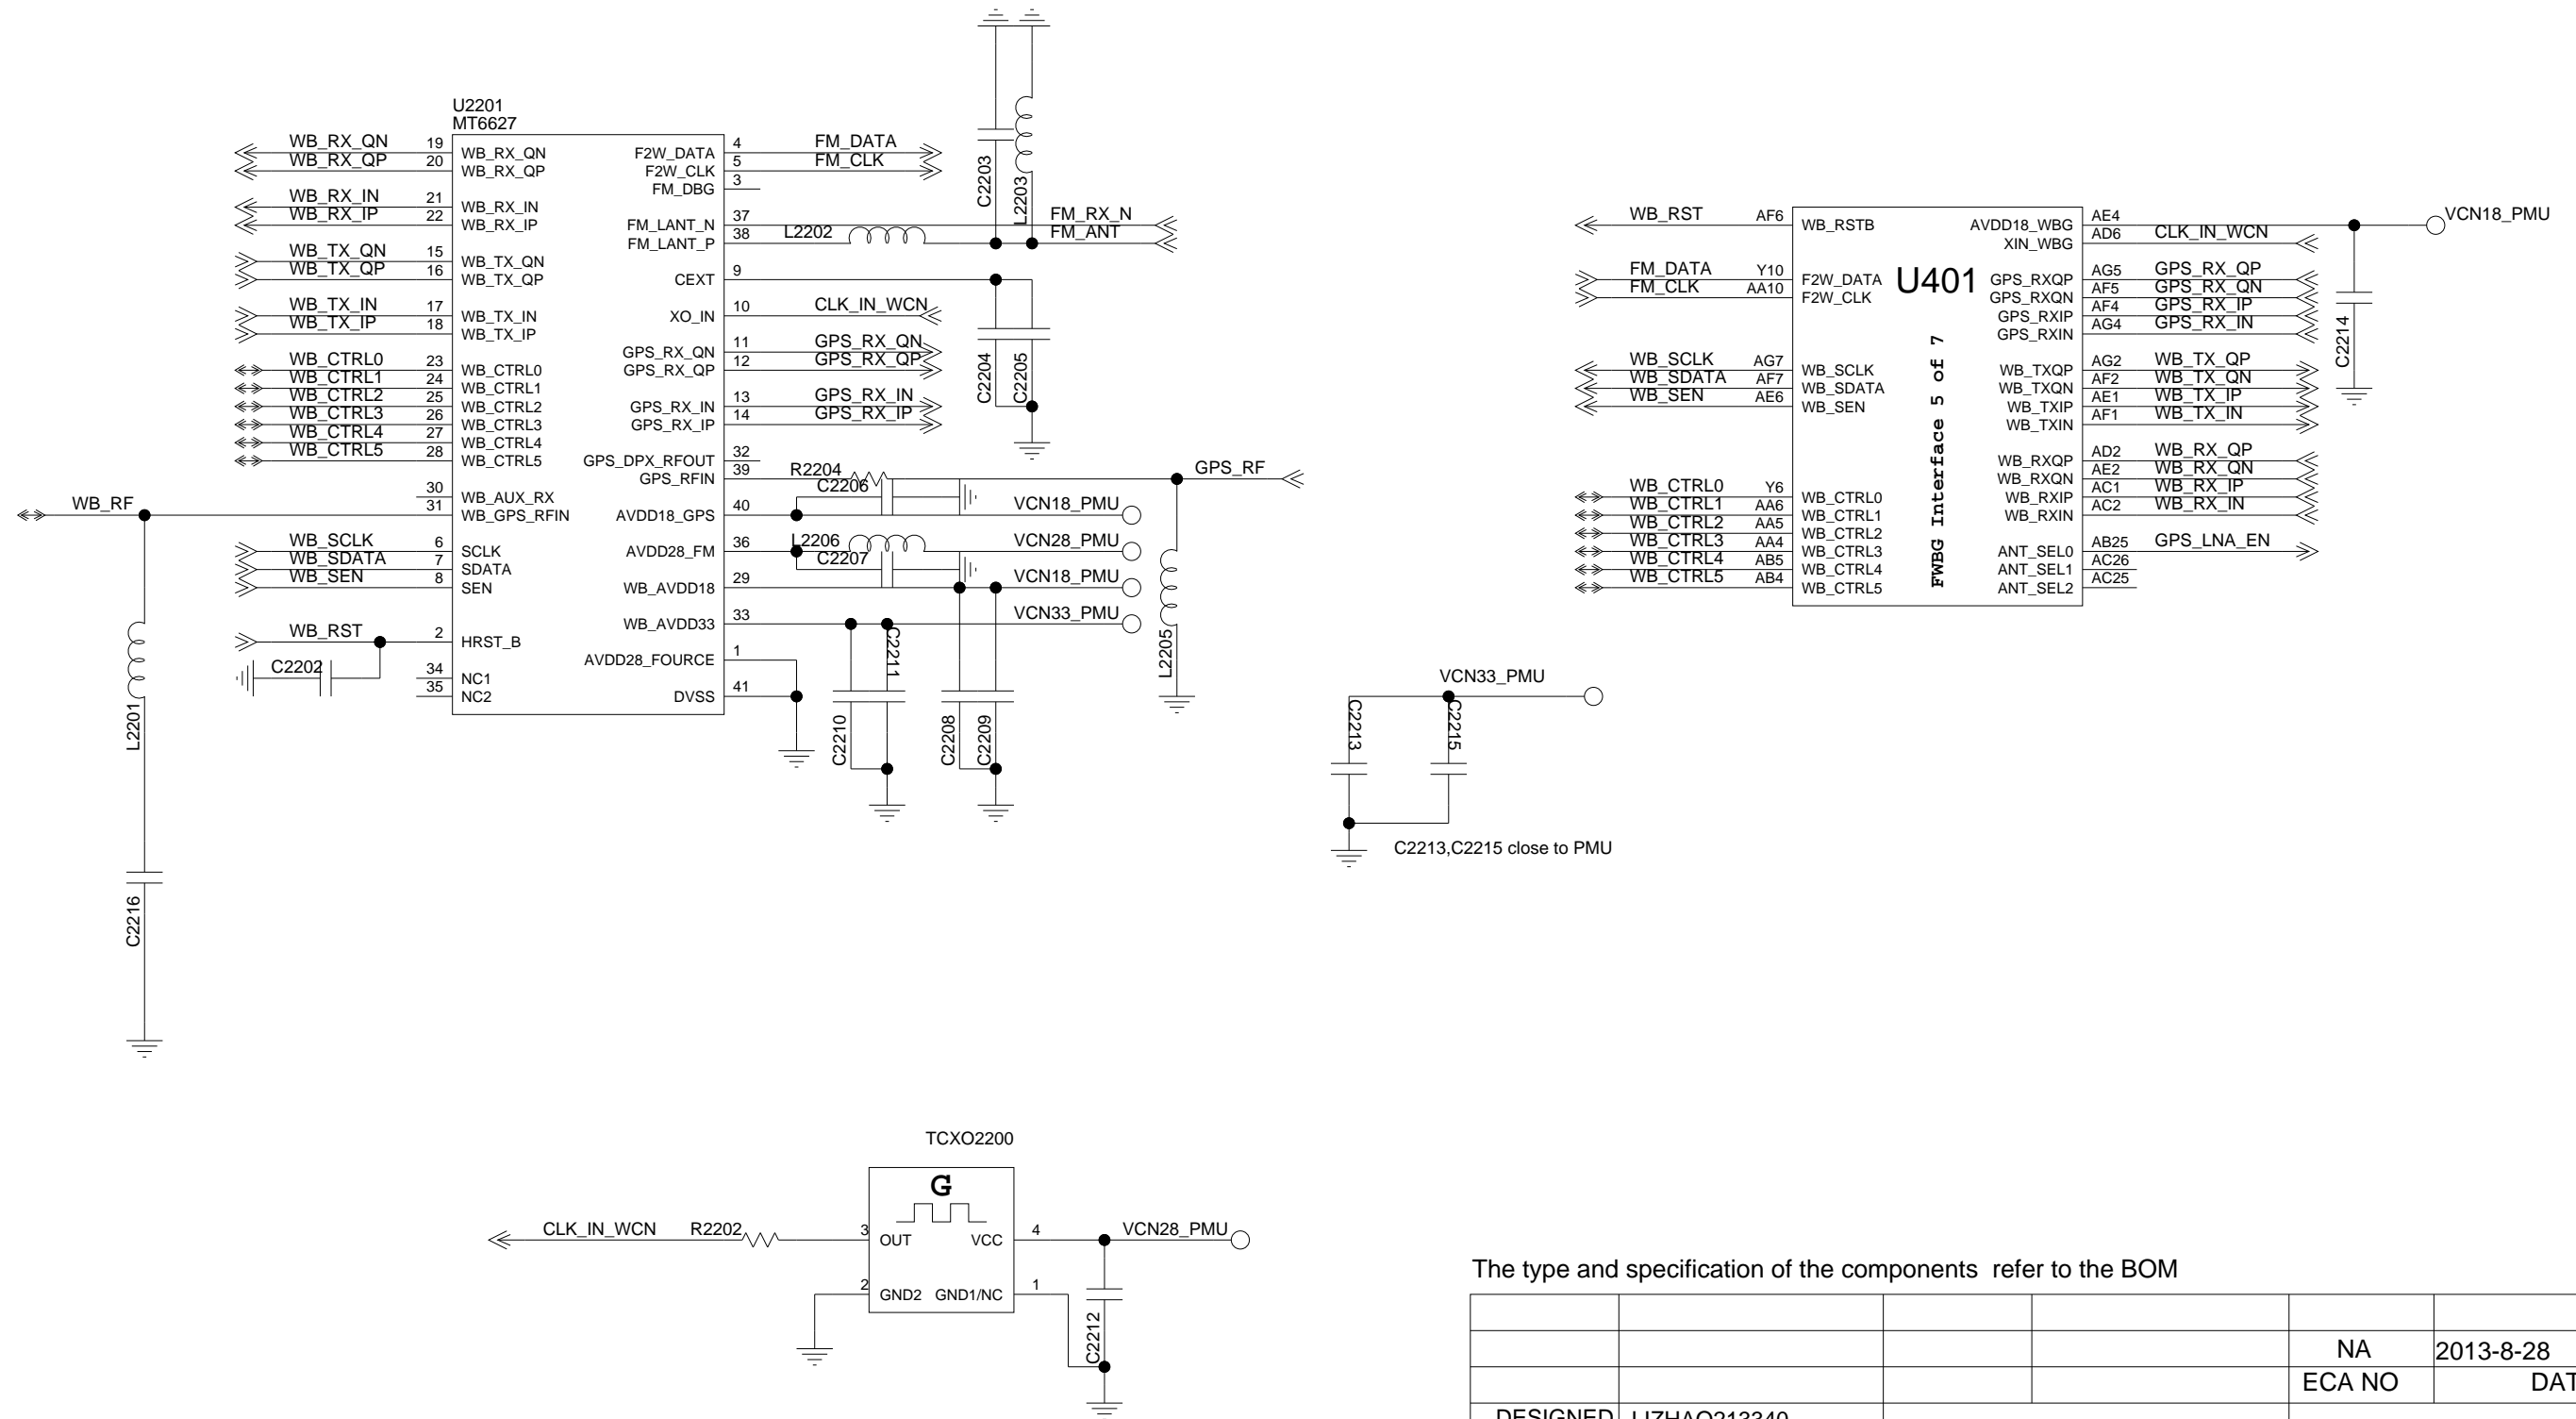 U2201
MT6627
WB_RX_QN 19 WB_RX_QN
WB_RX_QP 20 WB_RX_QP
WB_RX_IN 21 WB_RX_IN
WB_RX_IP 22 WB_RX_IP
WB_TX_QN 15 WB_TX_QN
WB_TX_QP 16 WB_TX_QP
WB_TX_IN 17 WB_TX_IN
WB_TX_IP 18 WB_TX_IP
WB_CTRL0 23 WB_CTRL0
WB_CTRL1 24 WB_CTRL1
WB_CTRL2 25 WB_CTRL2
WB_CTRL3 26 WB_CTRL3
WB_CTRL4 27 WB_CTRL4
WB_CTRL5 28 WB_CTRL5
30 WB_AUX_RX
WB_RF 31 WB_GPS_RFIN
WB_SCLK 6 SCLK
WB_SDATA 7 SDATA
WB_SEN 8 SEN
WB_RST 2 HRST_B
C2202
34 NC1
35 NC2
L2201
C2216
F2W_DATA 4 FM_DATA
F2W_CLK 5 FM_CLK
FM_DBG 3
FM_LANT_N 37 FM_RX_N
FM_LANT_P 38 L2202 FM_ANT
C2203
L2203
CEXT 9
XO_IN 10 CLK_IN_WCN
GPS_RX_QN 11 GPS_RX_QN
GPS_RX_QP 12 GPS_RX_QP
C2204
C2205
GPS_RX_IN 13 GPS_RX_IN
GPS_RX_IP 14 GPS_RX_IP
GPS_DPX_RFOUT 32
GPS_RFIN 39 R2204 GPS_RF
C2206
AVDD18_GPS 40 VCN18_PMU
AVDD28_FM 36 L2206 VCN28_PMU
C2207
WB_AVDD18 29 VCN18_PMU
WB_AVDD33 33 VCN33_PMU
AVDD28_FOURCE 1
DVSS 41
C2211
C2210
C2208
C2209
L2205
WB_RST AF6 WB_RSTB
FM_DATA Y10 F2W_DATA
FM_CLK AA10 F2W_CLK
WB_SCLK AG7 WB_SCLK
WB_SDATA AF7 WB_SDATA
WB_SEN AE6 WB_SEN
WB_CTRL0 Y6 WB_CTRL0
WB_CTRL1 AA6 WB_CTRL1
WB_CTRL2 AA5 WB_CTRL2
WB_CTRL3 AA4 WB_CTRL3
WB_CTRL4 AB5 WB_CTRL4
WB_CTRL5 AB4 WB_CTRL5
U401
FWBG Interface 5 of 7
AVDD18_WBG AE4 VCN18_PMU
XIN_WBG AD6 CLK_IN_WCN
GPS_RXQP AG5 GPS_RX_QP
GPS_RXQN AF5 GPS_RX_QN
GPS_RXIP AF4 GPS_RX_IP
GPS_RXIN AG4 GPS_RX_IN
C2214
WB_TXQP AG2 WB_TX_QP
WB_TXQN AF2 WB_TX_QN
WB_TXIP AE1 WB_TX_IP
WB_TXIN AF1 WB_TX_IN
WB_RXQP AD2 WB_RX_QP
WB_RXQN AE2 WB_RX_QN
WB_RXIP AC1 WB_RX_IP
WB_RXIN AC2 WB_RX_IN
ANT_SEL0 AB25 GPS_LNA_EN
ANT_SEL1 AC26
ANT_SEL2 AC25
VCN33_PMU
C2213
C2215
C2213,C2215 close to PMU
TCXO2200
G
CLK_IN_WCN R2202 3 OUT
VCC 4 VCN28_PMU
2 GND2
GND1/NC 1
C2212
The type and specification of the components refer to the BOM
NA 2013-8-28
ECA NO DAT
DESIGNED LIZHAO213340